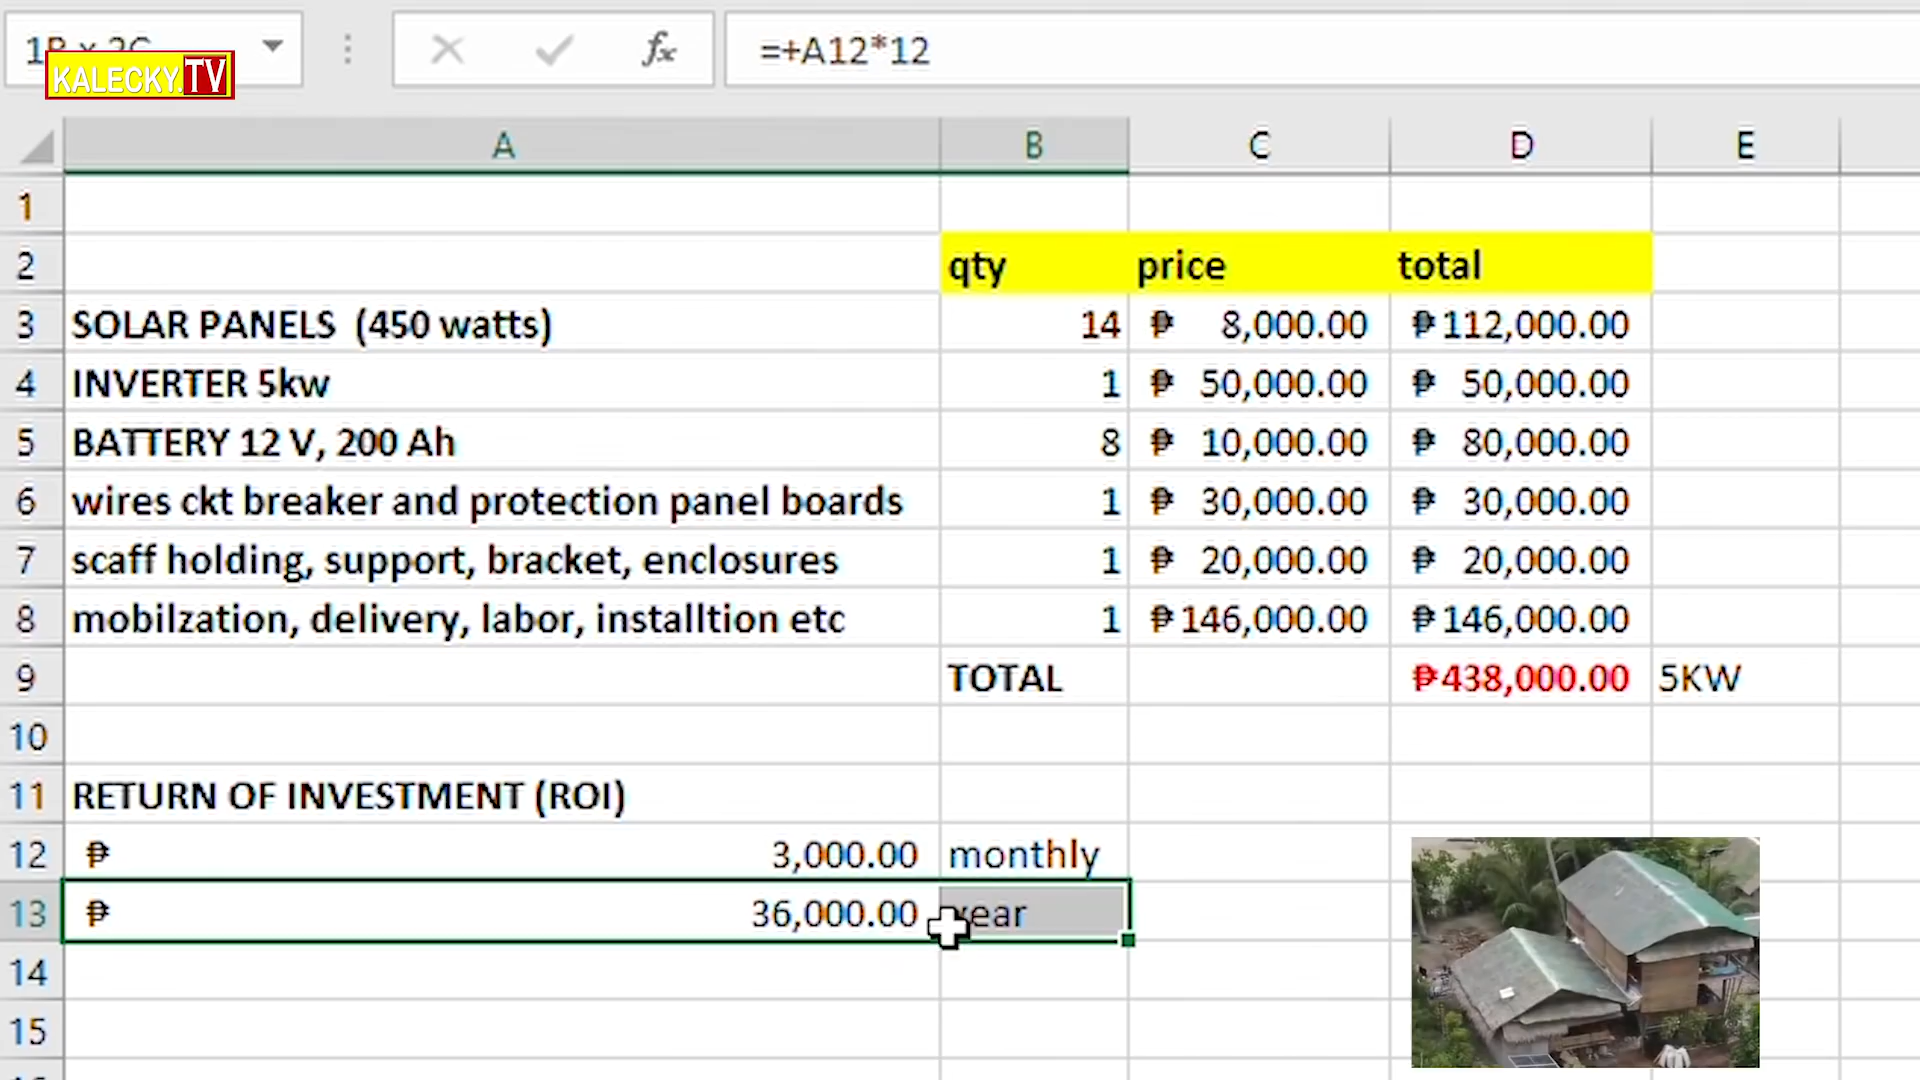 KALECKY.TV
fx
=+A12*12
A B C D E
1
2 qty price total
3 SOLAR PANELS (450 watts) 14 ₱ 8,000.00 ₱112,000.00
4 INVERTER 5kw 1 ₱ 50,000.00 ₱ 50,000.00
5 BATTERY 12 V, 200 Ah 8 ₱ 10,000.00 ₱ 80,000.00
6 wires ckt breaker and protection panel boards 1 ₱ 30,000.00 ₱ 30,000.00
7 scaff holding, support, bracket, enclosures 1 ₱ 20,000.00 ₱ 20,000.00
8 mobilzation, delivery, labor, installtion etc 1 ₱146,000.00 ₱146,000.00
9 TOTAL ₱438,000.00 5KW
10
11 RETURN OF INVESTMENT (ROI)
12 ₱ 3,000.00 monthly
13 ₱ 36,000.00 year
14
15